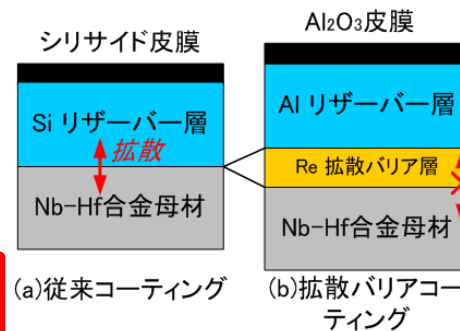 シリサイド皮膜
Si リザーバー層
拡散
Nb-Hf合金母材
(a)従来コーティング
Al₂O₃皮膜
Al リザーバー層
Re 拡散バリア層
Nb-Hf合金母材
(b)拡散バリアコー
ティング